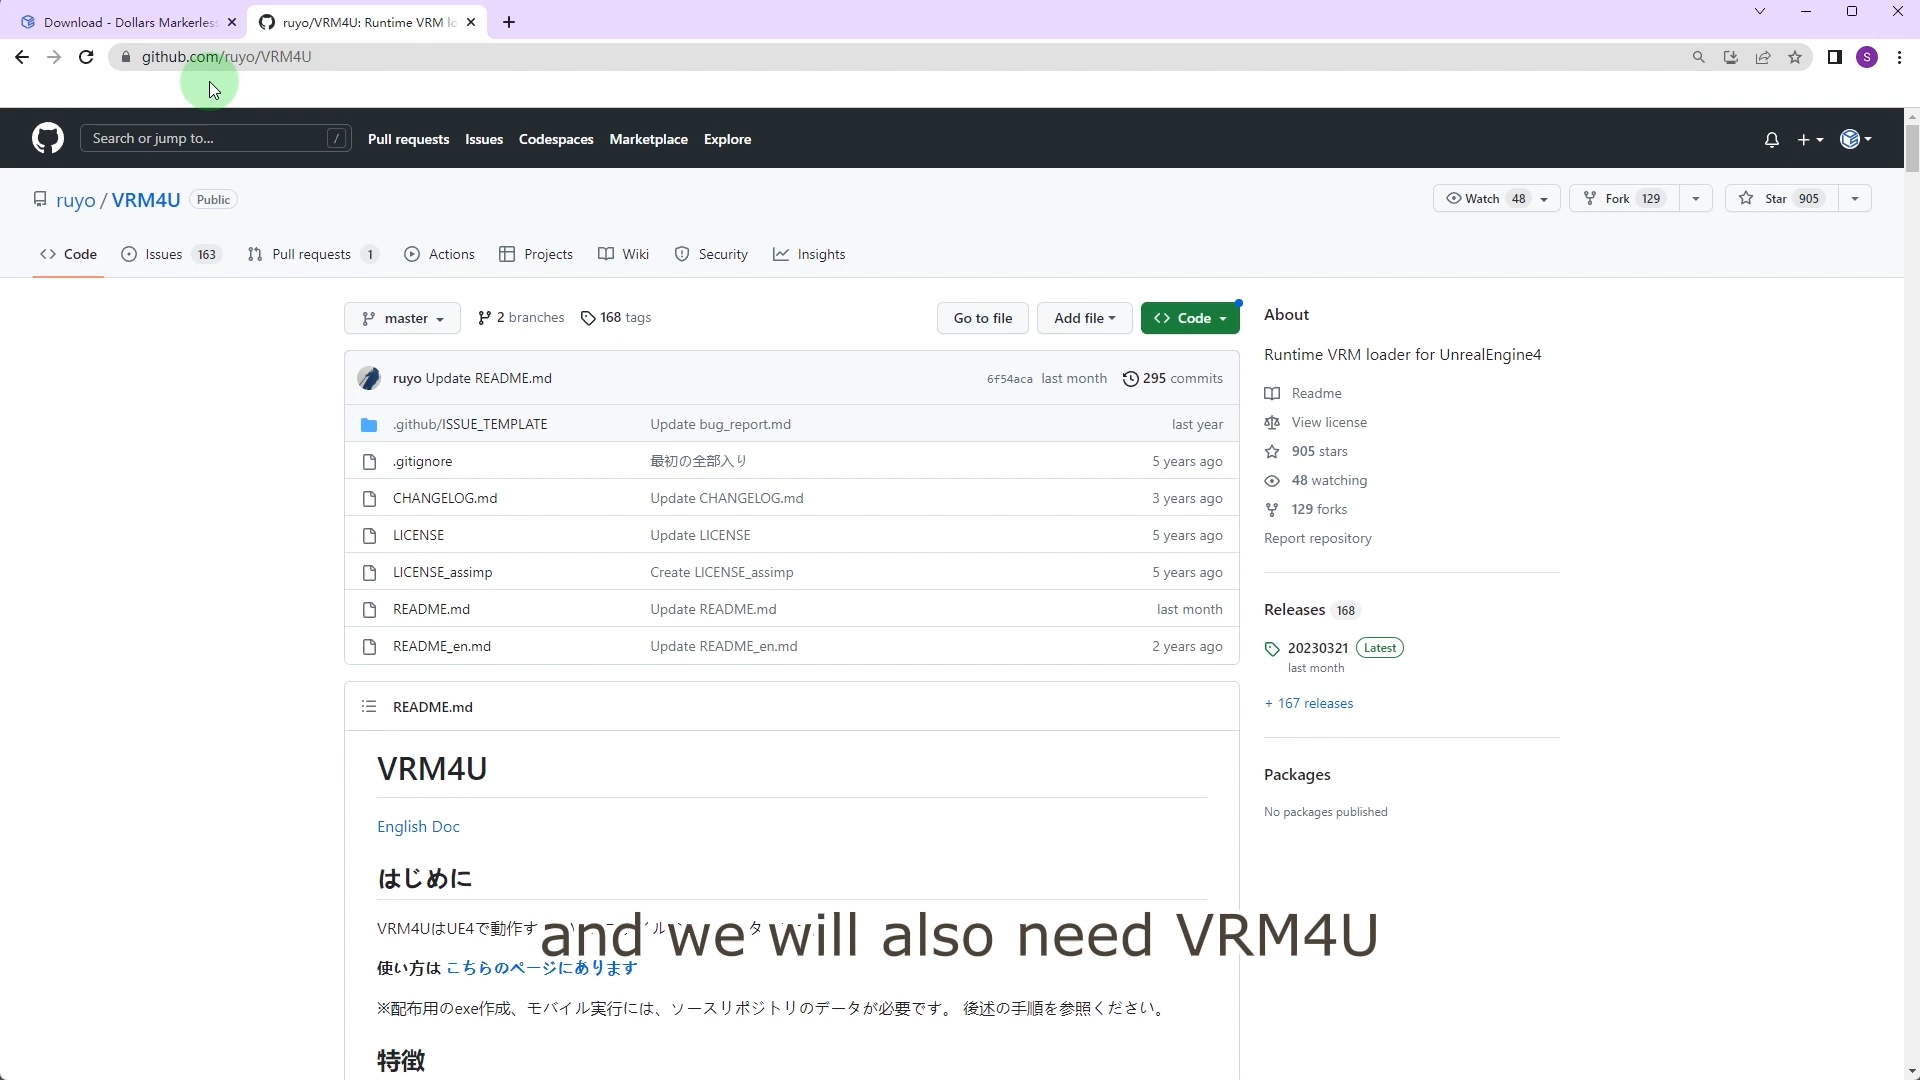 Download - Dollars Markerless
ruyo/VRM4U: Runtime VRM lo
github.com/ruyo/VRM4U
S
Search or jump to... /
Pull requests Issues Codespaces Marketplace Explore
ruyo / VRM4U Public
Watch 48
Fork 129
Star 905
Code
Issues 163
Pull requests 1
Actions
Projects
Wiki
Security
Insights
master
2 branches
168 tags
Go to file
Add file
Code
ruyo Update README.md
6f54aca last month
295 commits
.github/ISSUE_TEMPLATE Update bug_report.md last year
.gitignore 最初の全部入り 5 years ago
CHANGELOG.md Update CHANGELOG.md 3 years ago
LICENSE Update LICENSE 5 years ago
LICENSE_assimp Create LICENSE_assimp 5 years ago
README.md Update README.md last month
README_en.md Update README_en.md 2 years ago
README.md
VRM4U
English Doc
はじめに
VRM4UはUE4で動作す
and we will also need VRM4U
使い方は こちらのページにあります
※配布用のexe作成、モバイル実行には、ソースリポジトリのデータが必要です。 後述の手順を参照ください。
特徴
About
Runtime VRM loader for UnrealEngine4
Readme
View license
905 stars
48 watching
129 forks
Report repository
Releases 168
20230321 Latest
last month
+ 167 releases
Packages
No packages published